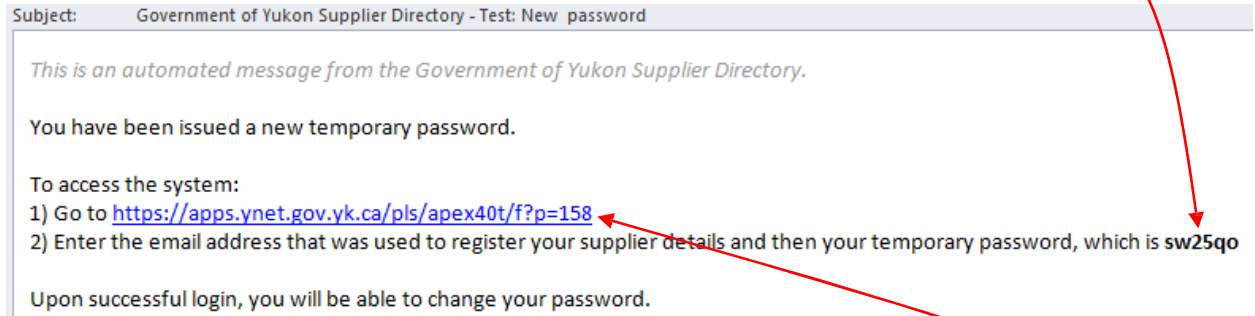 Subject: Government of Yukon Supplier Directory - Test: New password
This is an automated message from the Government of Yukon Supplier Directory.
You have been issued a new temporary password.
To access the system:
1) Go to https://apps.ynet.gov.yk.ca/pls/apex40t/f?p=158
2) Enter the email address that was used to register your supplier details and then your temporary password, which is sw25qo
Upon successful login, you will be able to change your password.